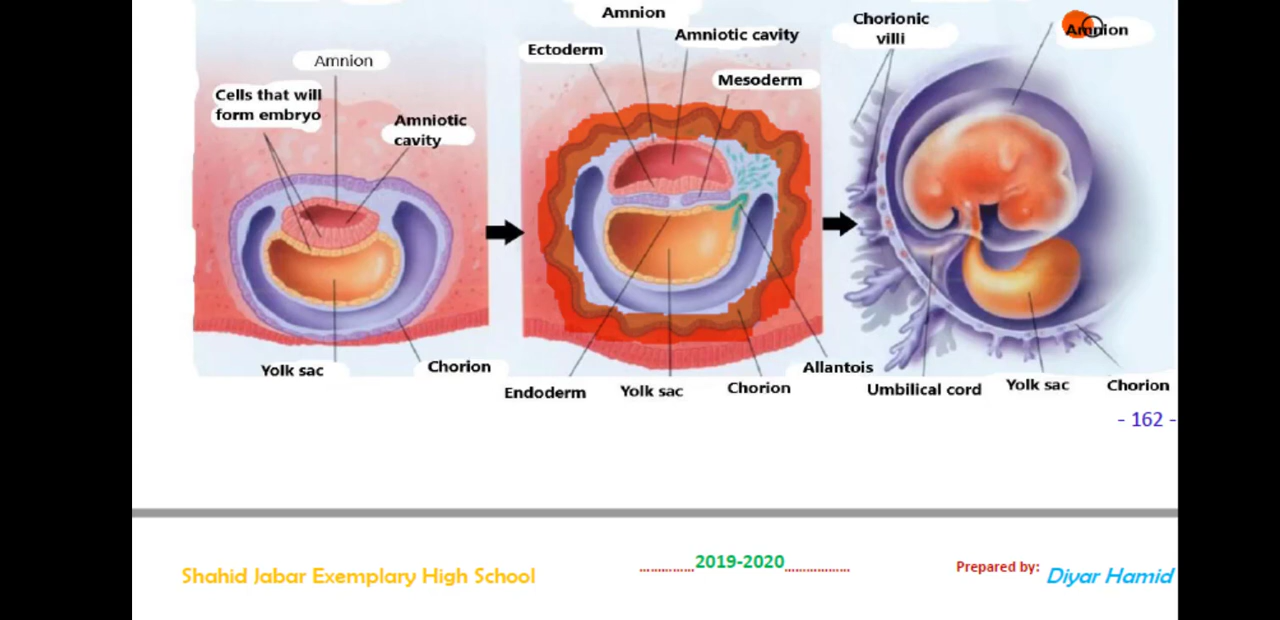 Amnion
Cells that will
form embryo
Amniotic
cavity
Yolk sac
Chorion
Amnion
Ectoderm
Amniotic cavity
Mesoderm
Endoderm
Yolk sac
Chorion
Allantois
Chorionic
villi
Amnion
Umbilical cord
Yolk sac
Chorion
- 162 -
Shahid Jabar Exemplary High School
.............2019-2020...............
Prepared by: Diyar Hamid